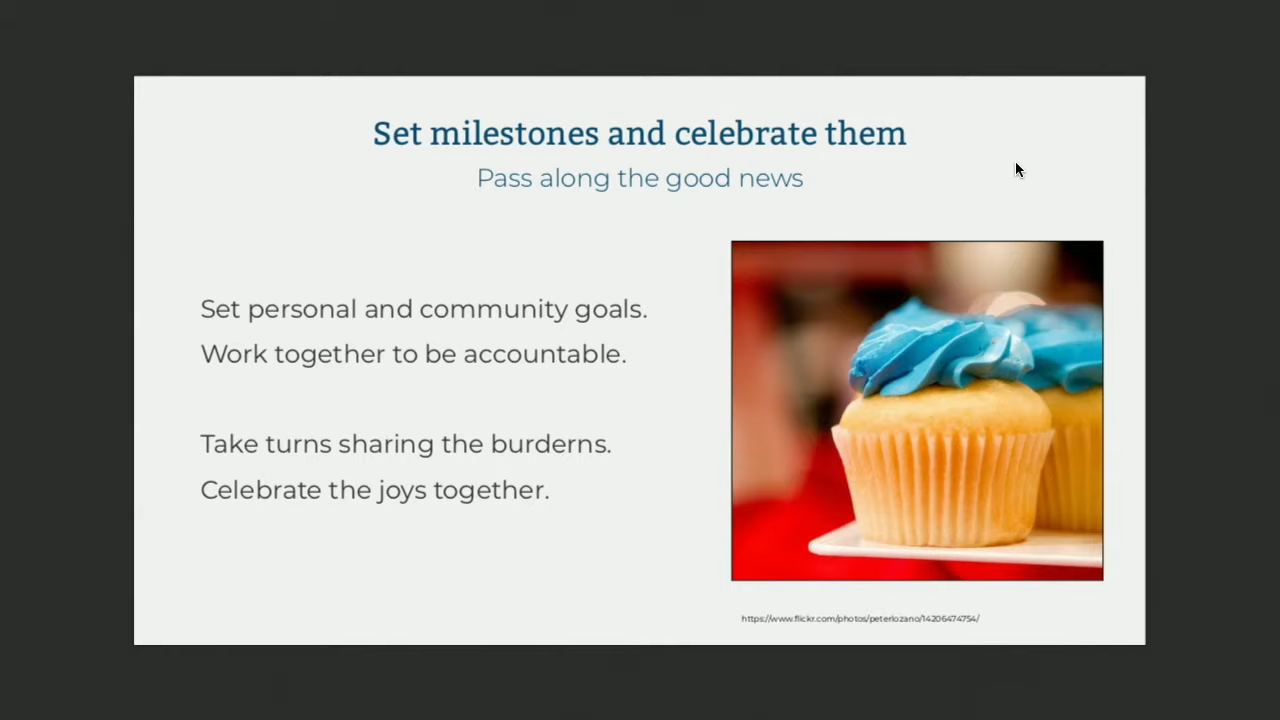 Set milestones and celebrate them
Pass along the good news
Set personal and community goals.
Work together to be accountable.
Take turns sharing the burderns.
Celebrate the joys together.
https://www.flickr.com/photos/peterlozano/14206474754/